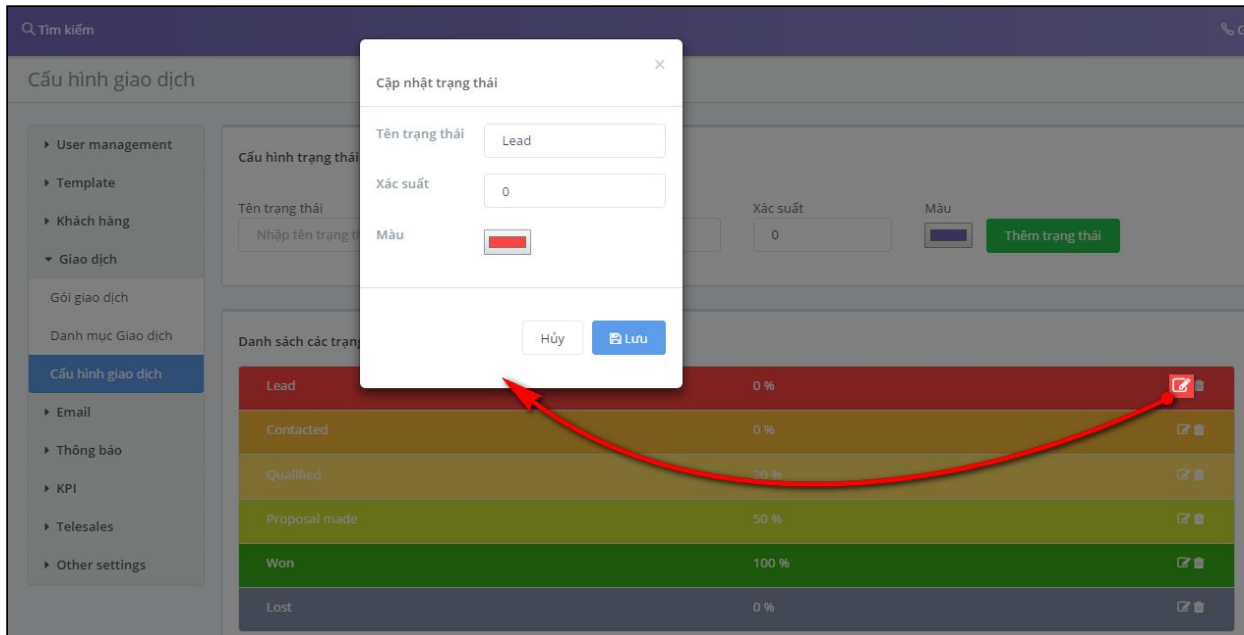 Tìm kiếm
G
Cấu hình giao dịch
User management
Template
Khách hàng
Giao dịch
Gói giao dịch
Danh mục Giao dịch
Cấu hình giao dịch
Email
Thông báo
KPI
Telesales
Other settings
Cấu hình trạng thái
Tên trạng thái
Nhập tên trạng
Xác suất
0
Màu
Thêm trạng thái
Cập nhật trạng thái
×
Tên trạng thái
Lead
Xác suất
0
Màu
Hủy
Lưu
Danh sách các trạng
Lead 0 %
Contacted 0 %
Qualified 20 %
Proposal made 50 %
Won 100 %
Lost 0 %